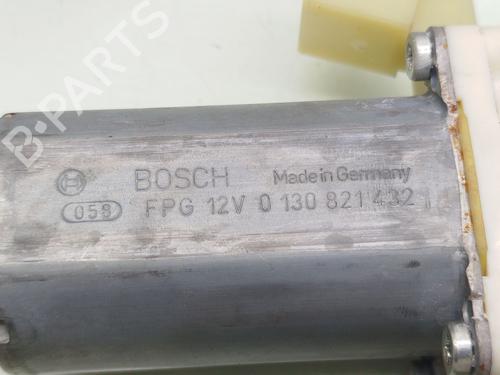 BOSCH Made in Germany
058 FPG 12V 0 130 821 432
B-PARTS